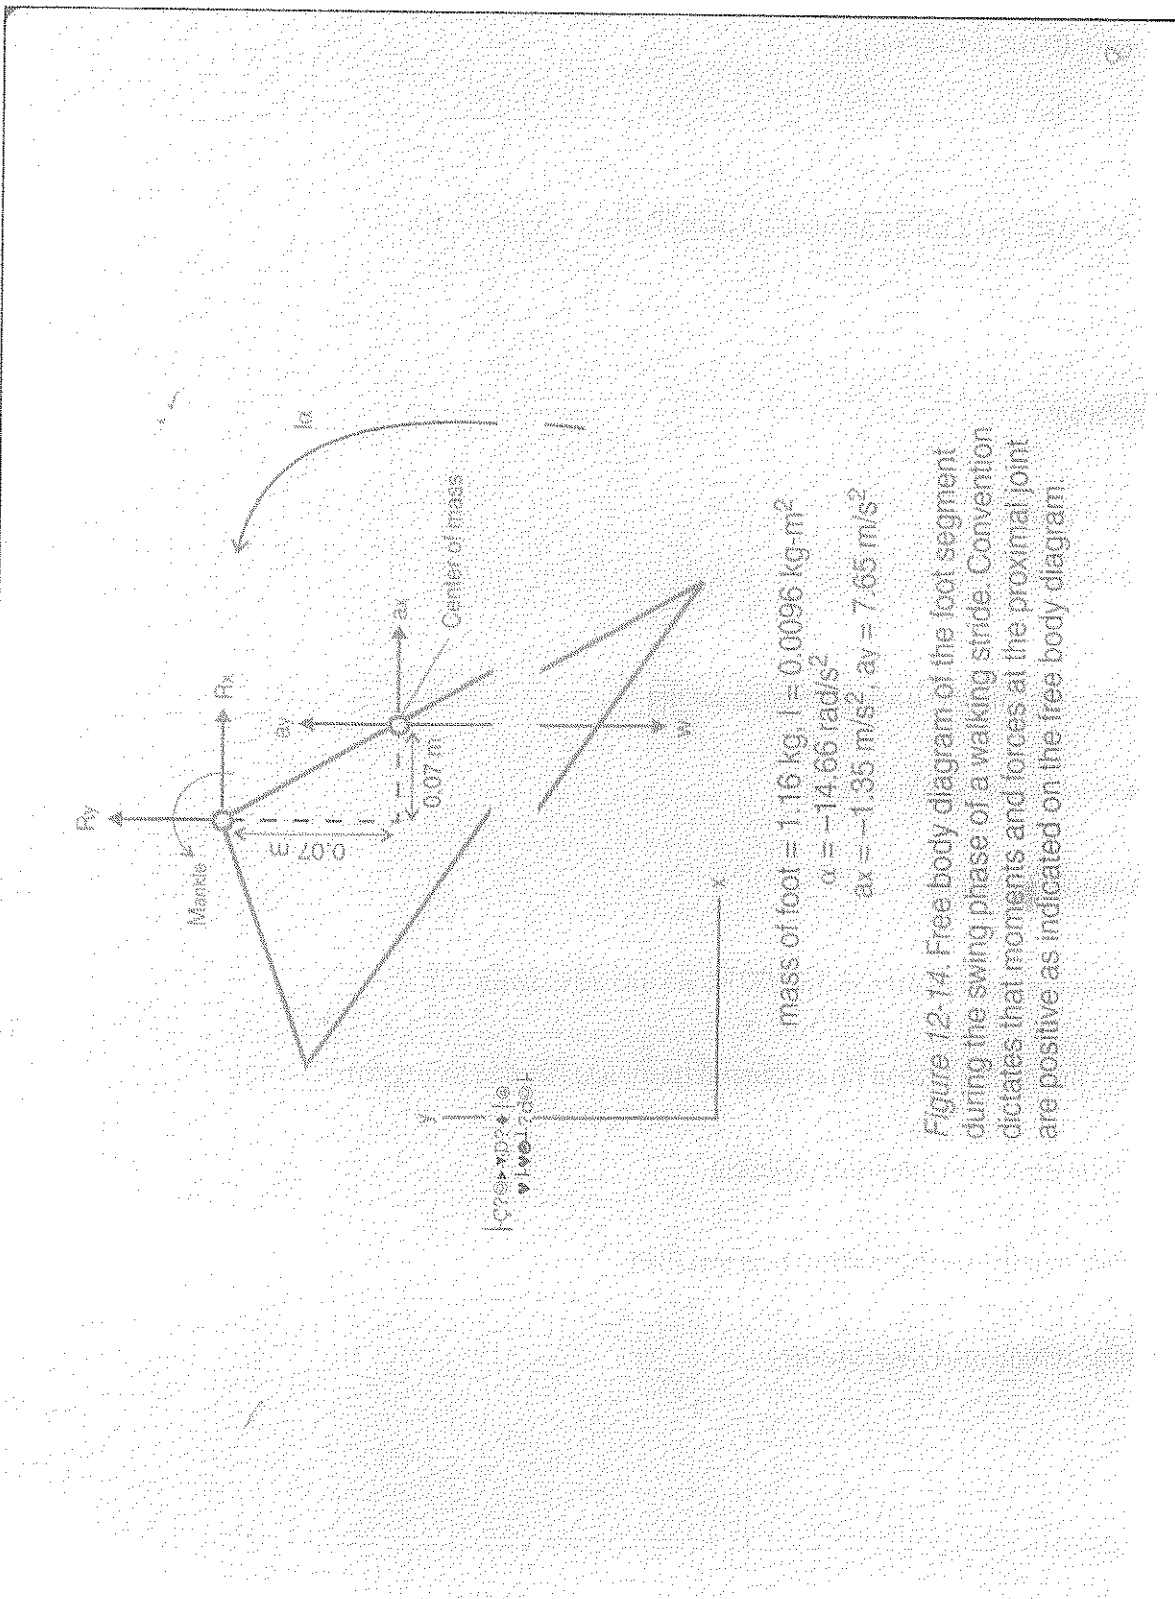 Ry
Mankle
Rx
0.07 m
ay
ax
0.07 m
Center of mass
Iα
W
y
x
mass of foot = 1.16 kg, I = 0.0096 kg-m²
α = –14.66 rad/s²
ax = –1.35 m/s², ay = 7.65 m/s²
Figure 12-14. Free body diagram of the foot segment
during the swing phase of a walking stride. Convention
dictates that moments and forces at the proximal joint
are positive as indicated on the free body diagram.